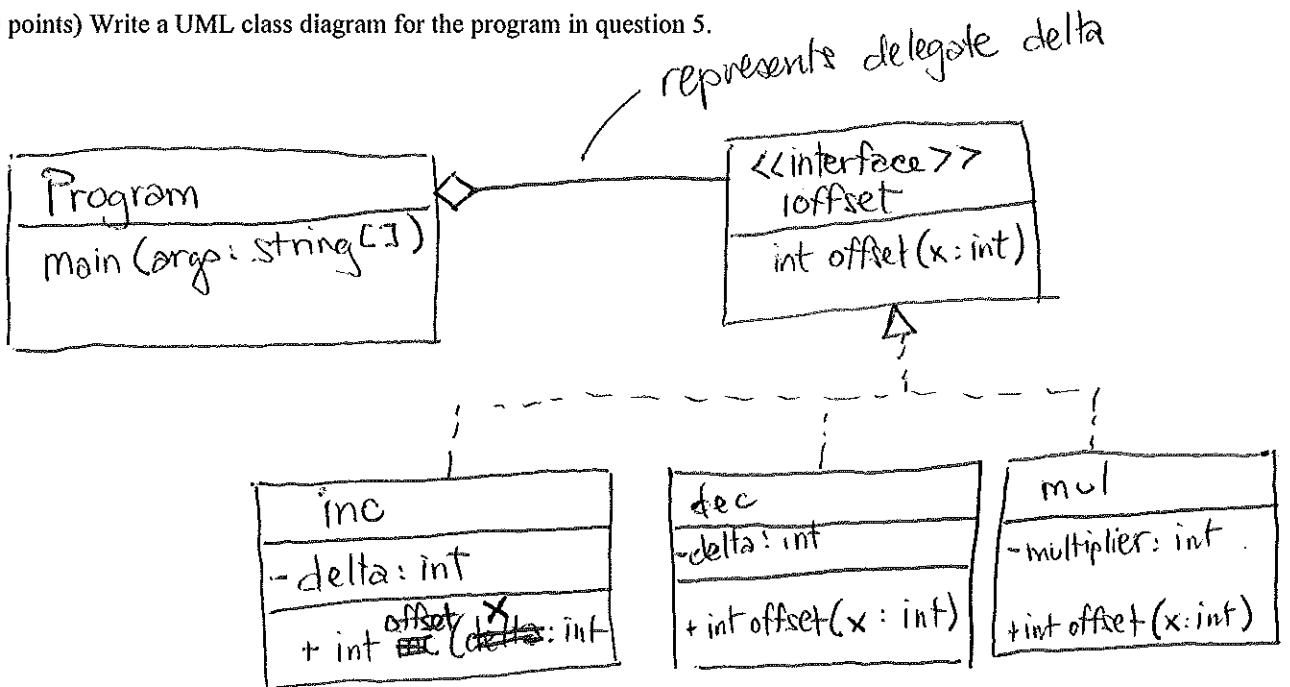 points) Write a UML class diagram for the program in question 5.
represents delegate delta
Program
main (args: string[])
<<interface>>
ioffset
int offset (x: int)
inc
- delta: int
+ int offset (x: int
dec
- delta: int
+ int offset (x : int)
mul
- multiplier: int
+ int offset (x: int)